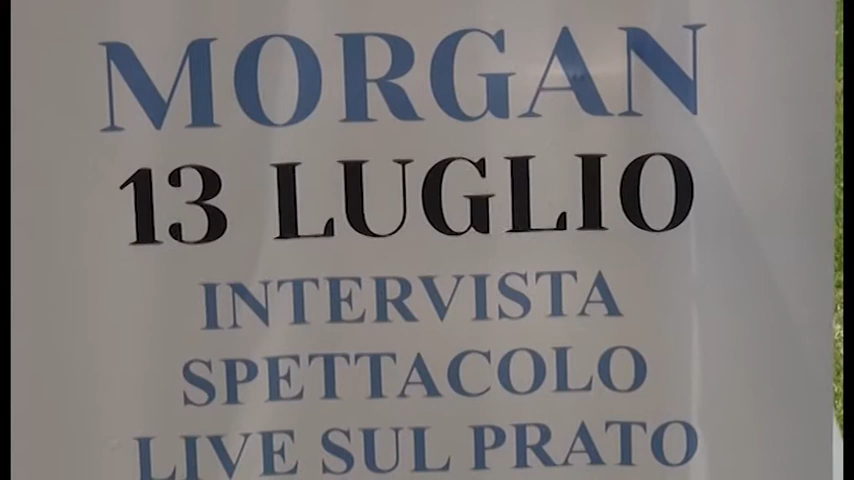 MORGAN
13 LUGLIO
INTERVISTA
SPETTACOLO
LIVE SUL PRATO